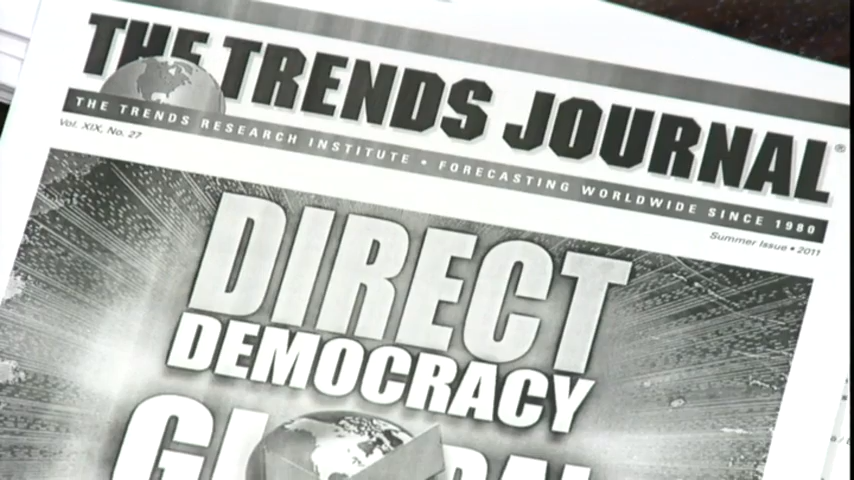 THE TRENDS JOURNAL®
THE TRENDS RESEARCH INSTITUTE • FORECASTING WORLDWIDE SINCE 1980
Vol. XIX, No. 27
Summer Issue • 2011
DIRECT
DEMOCRACY